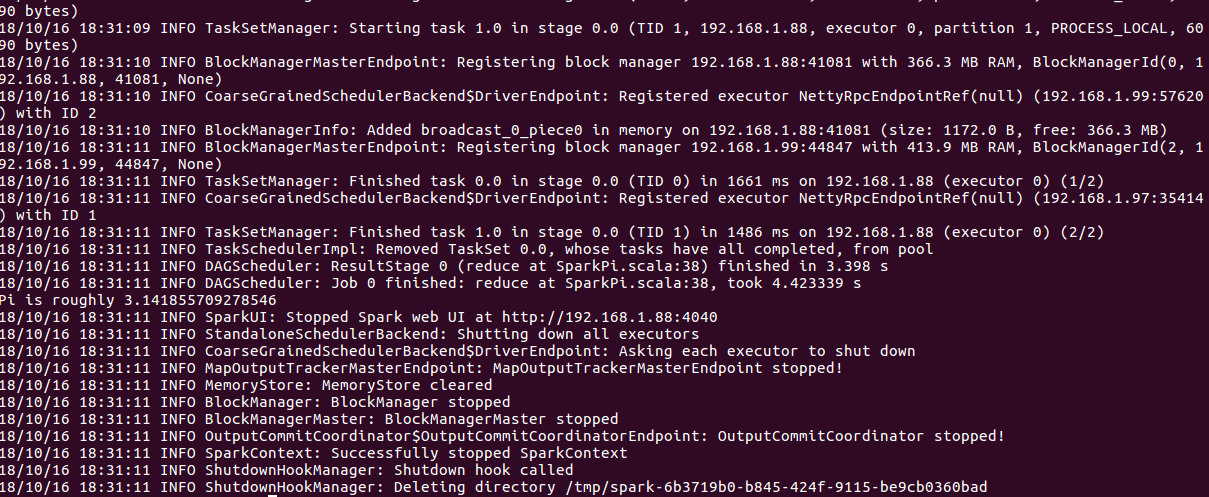 90 bytes)
18/10/16 18:31:09 INFO TaskSetManager: Starting task 1.0 in stage 0.0 (TID 1, 192.168.1.88, executor 0, partition 1, PROCESS_LOCAL, 60
90 bytes)
18/10/16 18:31:10 INFO BlockManagerMasterEndpoint: Registering block manager 192.168.1.88:41081 with 366.3 MB RAM, BlockManagerId(0, 1
92.168.1.88, 41081, None)
18/10/16 18:31:10 INFO CoarseGrainedSchedulerBackend$DriverEndpoint: Registered executor NettyRpcEndpointRef(null) (192.168.1.99:57620
) with ID 2
18/10/16 18:31:10 INFO BlockManagerInfo: Added broadcast_0_piece0 in memory on 192.168.1.88:41081 (size: 1172.0 B, free: 366.3 MB)
18/10/16 18:31:11 INFO BlockManagerMasterEndpoint: Registering block manager 192.168.1.99:44847 with 413.9 MB RAM, BlockManagerId(2, 1
92.168.1.99, 44847, None)
18/10/16 18:31:11 INFO TaskSetManager: Finished task 0.0 in stage 0.0 (TID 0) in 1661 ms on 192.168.1.88 (executor 0) (1/2)
18/10/16 18:31:11 INFO CoarseGrainedSchedulerBackend$DriverEndpoint: Registered executor NettyRpcEndpointRef(null) (192.168.1.97:35414
) with ID 1
18/10/16 18:31:11 INFO TaskSetManager: Finished task 1.0 in stage 0.0 (TID 1) in 1486 ms on 192.168.1.88 (executor 0) (2/2)
18/10/16 18:31:11 INFO TaskSchedulerImpl: Removed TaskSet 0.0, whose tasks have all completed, from pool
18/10/16 18:31:11 INFO DAGScheduler: ResultStage 0 (reduce at SparkPi.scala:38) finished in 3.398 s
18/10/16 18:31:11 INFO DAGScheduler: Job 0 finished: reduce at SparkPi.scala:38, took 4.423339 s
Pi is roughly 3.141855709278546
18/10/16 18:31:11 INFO SparkUI: Stopped Spark web UI at http://192.168.1.88:4040
18/10/16 18:31:11 INFO StandaloneSchedulerBackend: Shutting down all executors
18/10/16 18:31:11 INFO CoarseGrainedSchedulerBackend$DriverEndpoint: Asking each executor to shut down
18/10/16 18:31:11 INFO MapOutputTrackerMasterEndpoint: MapOutputTrackerMasterEndpoint stopped!
18/10/16 18:31:11 INFO MemoryStore: MemoryStore cleared
18/10/16 18:31:11 INFO BlockManager: BlockManager stopped
18/10/16 18:31:11 INFO BlockManagerMaster: BlockManagerMaster stopped
18/10/16 18:31:11 INFO OutputCommitCoordinator$OutputCommitCoordinatorEndpoint: OutputCommitCoordinator stopped!
18/10/16 18:31:11 INFO SparkContext: Successfully stopped SparkContext
18/10/16 18:31:11 INFO ShutdownHookManager: Shutdown hook called
18/10/16 18:31:11 INFO ShutdownHookManager: Deleting directory /tmp/spark-6b3719b0-b845-424f-9115-be9cb0360bad